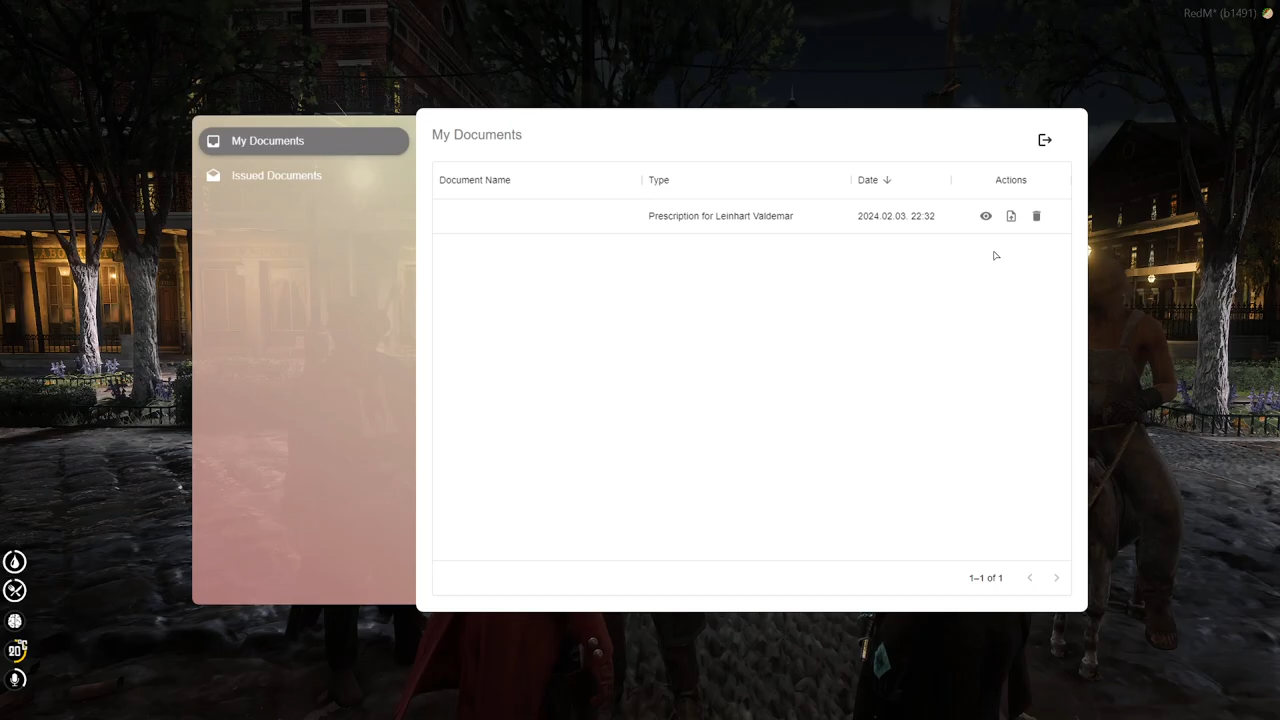 RedM* (b1491)
My Documents
Issued Documents
My Documents
Document Name
Type
Date
Actions
Prescription for Leinhart Valdemar
2024.02.03. 22:32
1–1 of 1
20°C